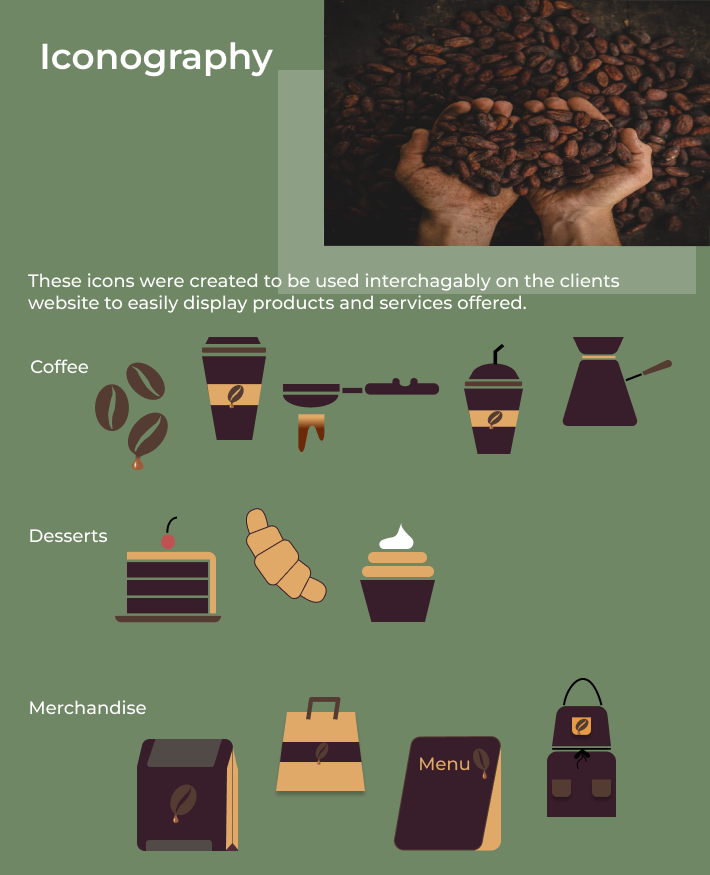 Iconography
These icons were created to be used interchagably on the clients
website to easily display products and services offered.
Coffee
Desserts
Merchandise
Menu